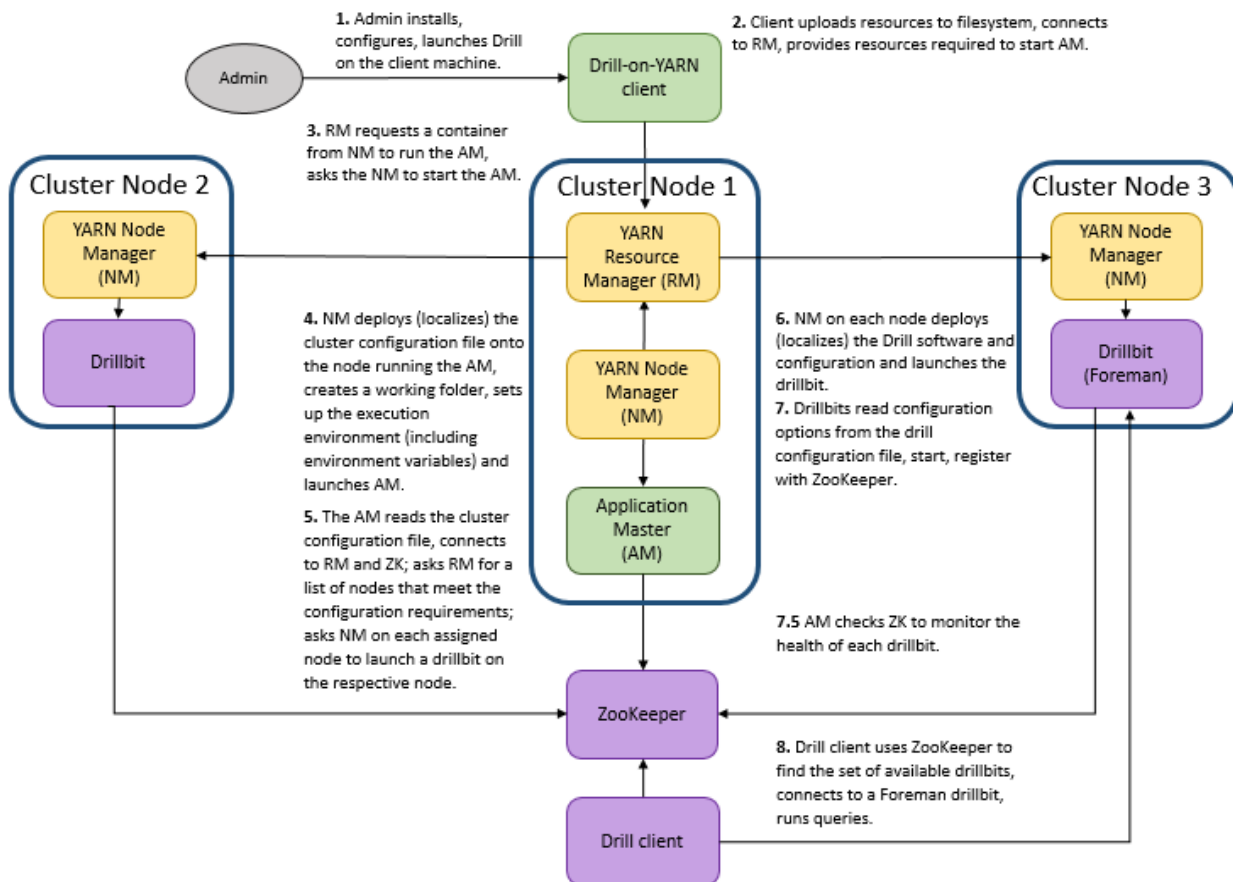 1. Admin installs,
configures, launches Drill
on the client machine.
2. Client uploads resources to filesystem, connects
to RM, provides resources required to start AM.
Admin
Drill-on-YARN
client
3. RM requests a container
from NM to run the AM,
asks the NM to start the AM.
Cluster Node 2
YARN Node
Manager
(NM)
Drillbit
Cluster Node 1
YARN
Resource
Manager (RM)
YARN Node
Manager
(NM)
Application
Master
(AM)
Cluster Node 3
YARN Node
Manager
(NM)
Drillbit
(Foreman)
4. NM deploys (localizes) the
cluster configuration file onto
the node running the AM,
creates a working folder, sets
up the execution
environment (including
environment variables) and
launches AM.
5. The AM reads the cluster
configuration file, connects
to RM and ZK; asks RM for a
list of nodes that meet the
configuration requirements;
asks NM on each assigned
node to launch a drillbit on
the respective node.
6. NM on each node deploys
(localizes) the Drill software and
configuration and launches the
drillbit.
7. Drillbits read configuration
options from the drill
configuration file, start, register
with ZooKeeper.
7.5 AM checks ZK to monitor the
health of each drillbit.
ZooKeeper
8. Drill client uses ZooKeeper to
find the set of available drillbits,
connects to a Foreman drillbit,
runs queries.
Drill client